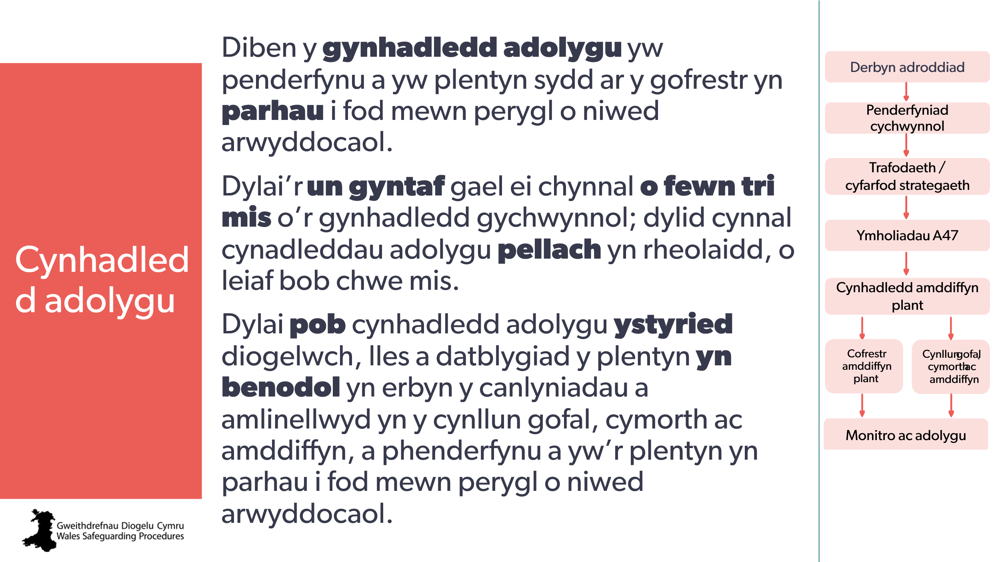 Cynhadled
d adolygu
Diben y gynhadledd adolygu yw
penderfynu a yw plentyn sydd ar y gofrestr yn
parhau i fod mewn perygl o niwed
arwyddocaol.
Dylai’r un gyntaf gael ei chynnal o fewn tri
mis o’r gynhadledd gychwynnol; dylid cynnal
cynadleddau adolygu pellach yn rheolaidd, o
leiaf bob chwe mis.
Dylai pob cynhadledd adolygu ystyried
diogelwch, lles a datblygiad y plentyn yn
benodol yn erbyn y canlyniadau a
amlinellwyd yn y cynllun gofal, cymorth ac
amddiffyn, a phenderfynu a yw’r plentyn yn
parhau i fod mewn perygl o niwed
arwyddocaol.
Derbyn adroddiad
Penderfyniad
cychwynnol
Trafodaeth /
cyfarfod strategaeth
Ymholiadau A47
Cynhadledd amddiffyn
plant
Cofrestr
amddiffyn
plant
Cynllun gofal,
cymorth ac
amddiffyn
Monitro ac adolygu
Gweithdrefnau Diogelu Cymru
Wales Safeguarding Procedures